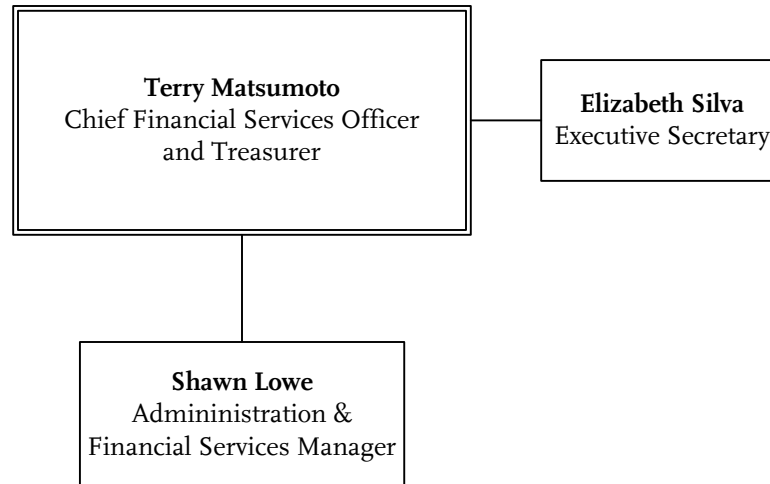 Terry Matsumoto
Chief Financial Services Officer
and Treasurer
Elizabeth Silva
Executive Secretary
Shawn Lowe
Admininistration &
Financial Services Manager